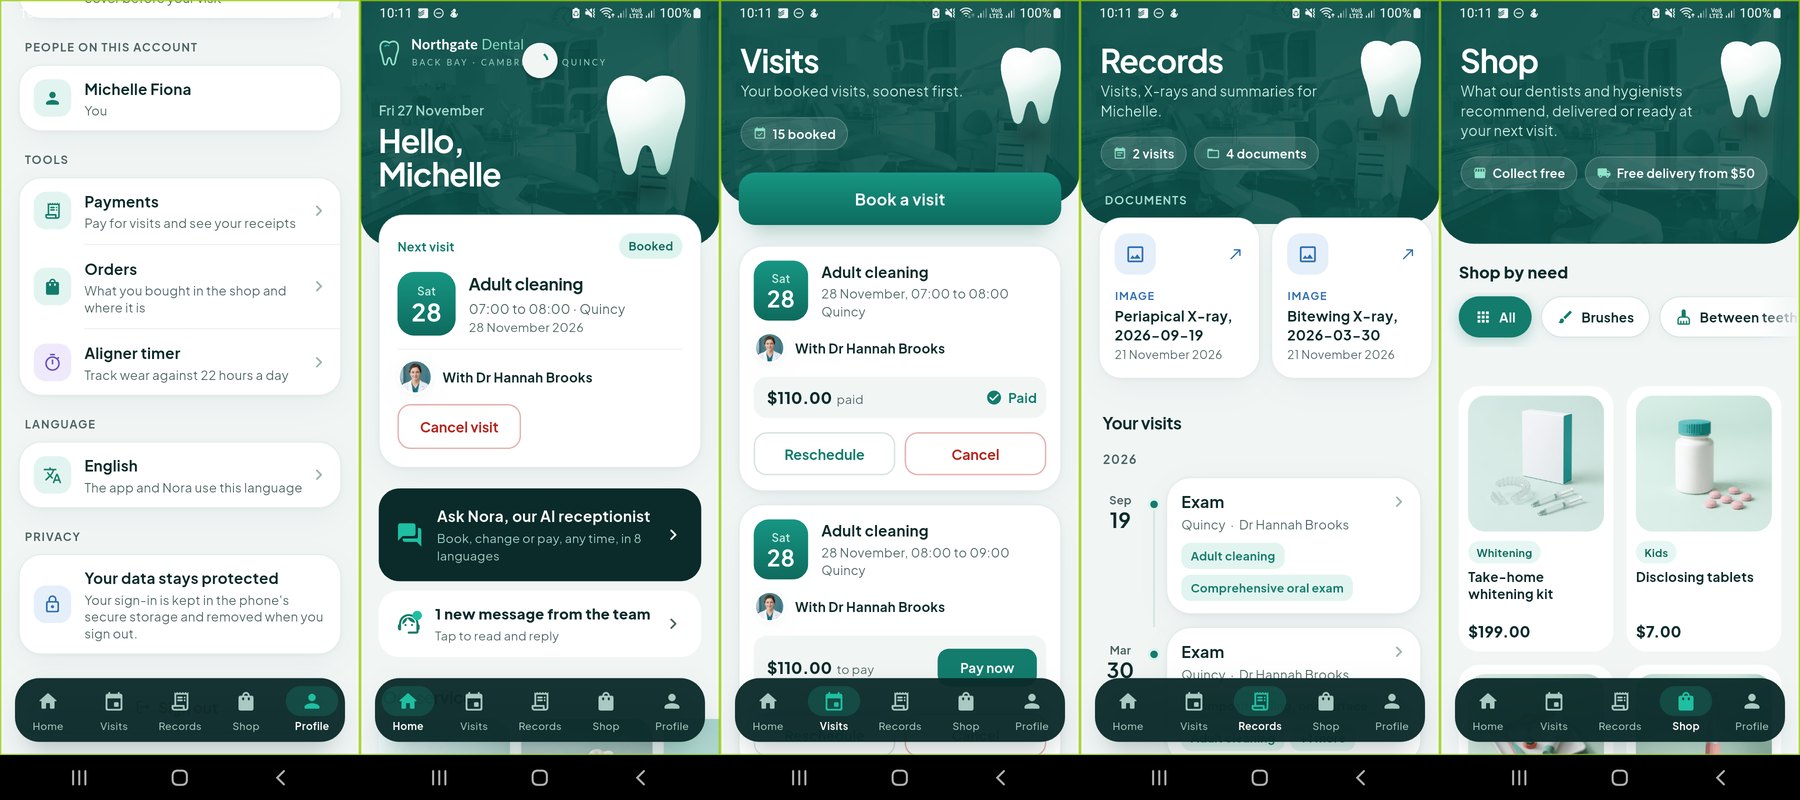 cover before your visit
PEOPLE ON THIS ACCOUNT
Michelle Fiona
You
TOOLS
Payments
Pay for visits and see your receipts
Orders
What you bought in the shop and
where it is
Aligner timer
Track wear against 22 hours a day
LANGUAGE
English
The app and Nora use this language
PRIVACY
Your data stays protected
Your sign-in is kept in the phone's
secure storage and removed when you
sign out.
Home
Visits
Records
Shop
Profile
10:11
100%
Northgate Dental
BACK BAY · CAMBR
QUINCY
Fri 27 November
Hello,
Michelle
Next visit
Booked
Sat
28
Adult cleaning
07:00 to 08:00 · Quincy
28 November 2026
With Dr Hannah Brooks
Cancel visit
Ask Nora, our AI receptionist
Book, change or pay, any time, in 8
languages
1 new message from the team
Tap to read and reply
Home
Visits
Records
Shop
Profile
10:11
100%
Visits
Your booked visits, soonest first.
15 booked
Book a visit
Sat
28
Adult cleaning
28 November, 07:00 to 08:00
Quincy
With Dr Hannah Brooks
$110.00 paid
Paid
Reschedule
Cancel
Sat
28
Adult cleaning
28 November, 08:00 to 09:00
Quincy
With Dr Hannah Brooks
$110.00 to pay
Pay now
Home
Visits
Records
Shop
Profile
10:11
100%
Records
Visits, X-rays and summaries for
Michelle.
2 visits
4 documents
DOCUMENTS
IMAGE
Periapical X-ray,
2026-09-19
21 November 2026
IMAGE
Bitewing X-ray,
2026-03-30
21 November 2026
Your visits
2026
Sep
19
Exam
Quincy · Dr Hannah Brooks
Adult cleaning
Comprehensive oral exam
Mar
30
Exam
Quincy · Dr Hannah Brooks
Home
Visits
Records
Shop
Profile
10:11
100%
Shop
What our dentists and hygienists
recommend, delivered or ready at
your next visit.
Collect free
Free delivery from $50
Shop by need
All
Brushes
Between teeth
Whitening
Take-home
whitening kit
$199.00
Kids
Disclosing tablets
$7.00
Home
Visits
Records
Shop
Profile